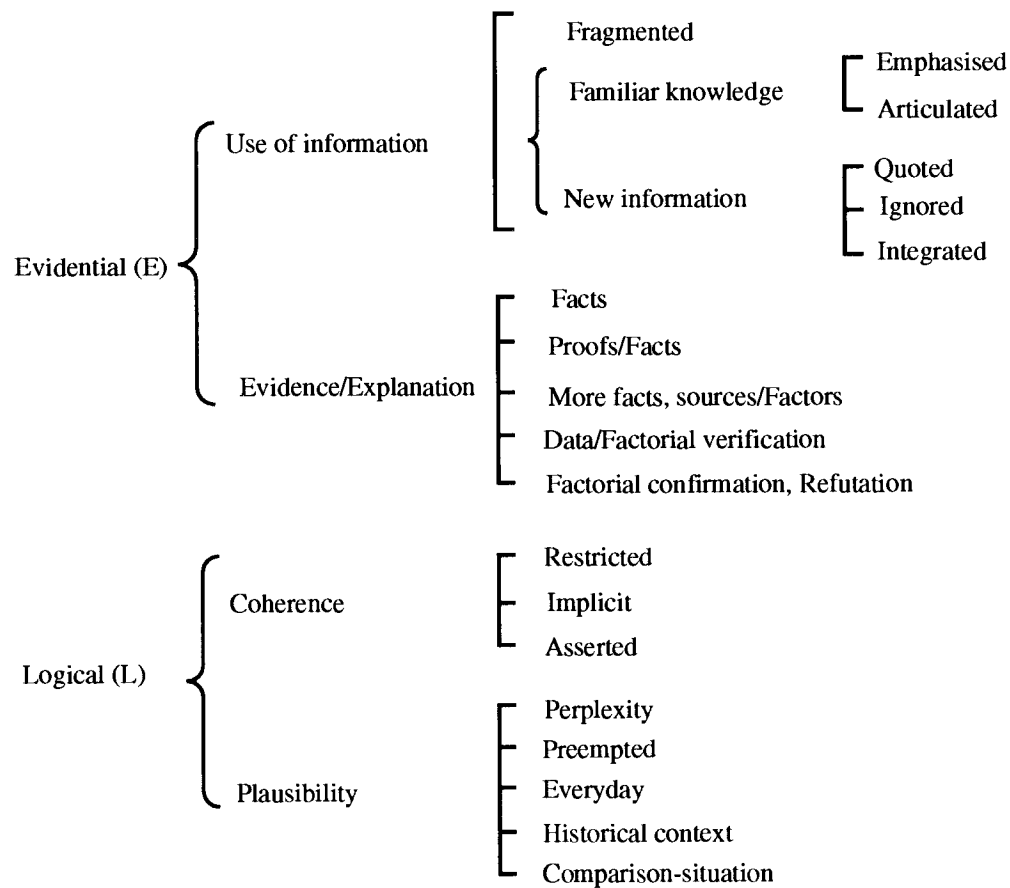 Fragmented
Familiar knowledge
Emphasised
Articulated
Use of information
New information
Quoted
Ignored
Integrated
Evidential (E)
Facts
Proofs/Facts
Evidence/Explanation
More facts, sources/Factors
Data/Factorial verification
Factorial confirmation, Refutation
Restricted
Coherence
Implicit
Asserted
Logical (L)
Perplexity
Preempted
Plausibility
Everyday
Historical context
Comparison-situation